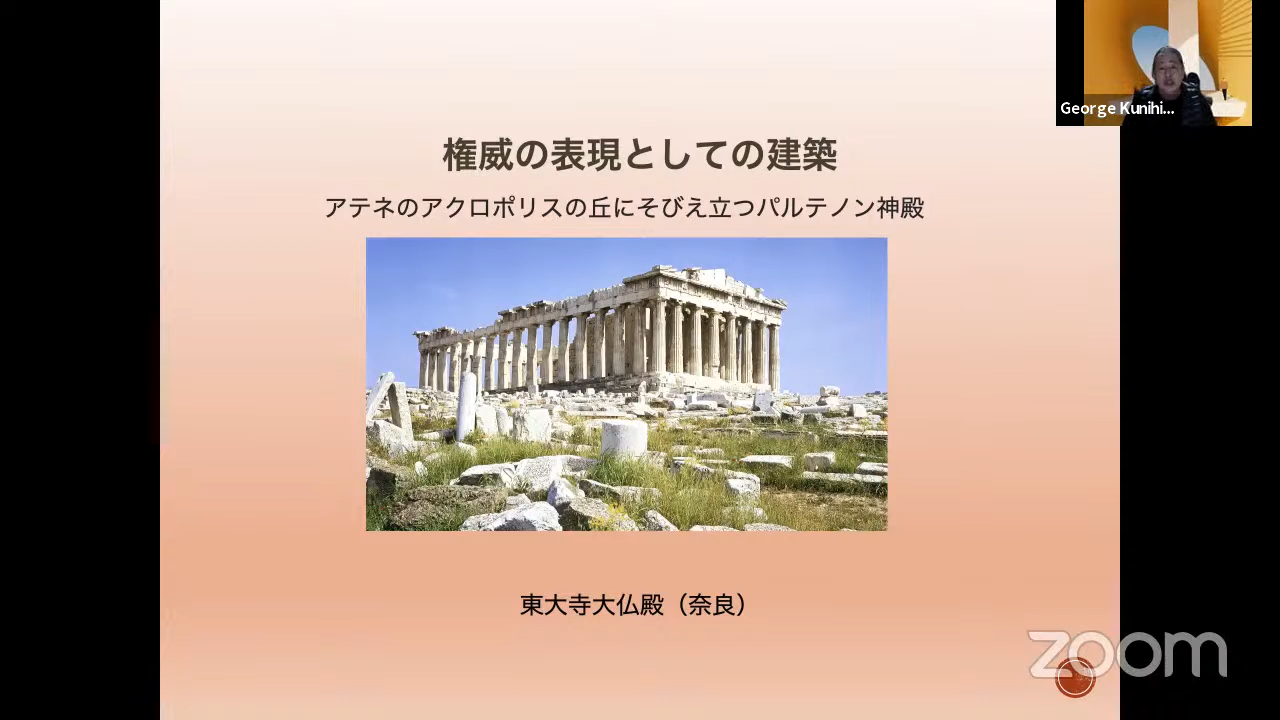 George Kunihi...
権威の表現としての建築
アテネのアクロポリスの丘にそびえ立つパルテノン神殿
東大寺大仏殿（奈良）
zoom